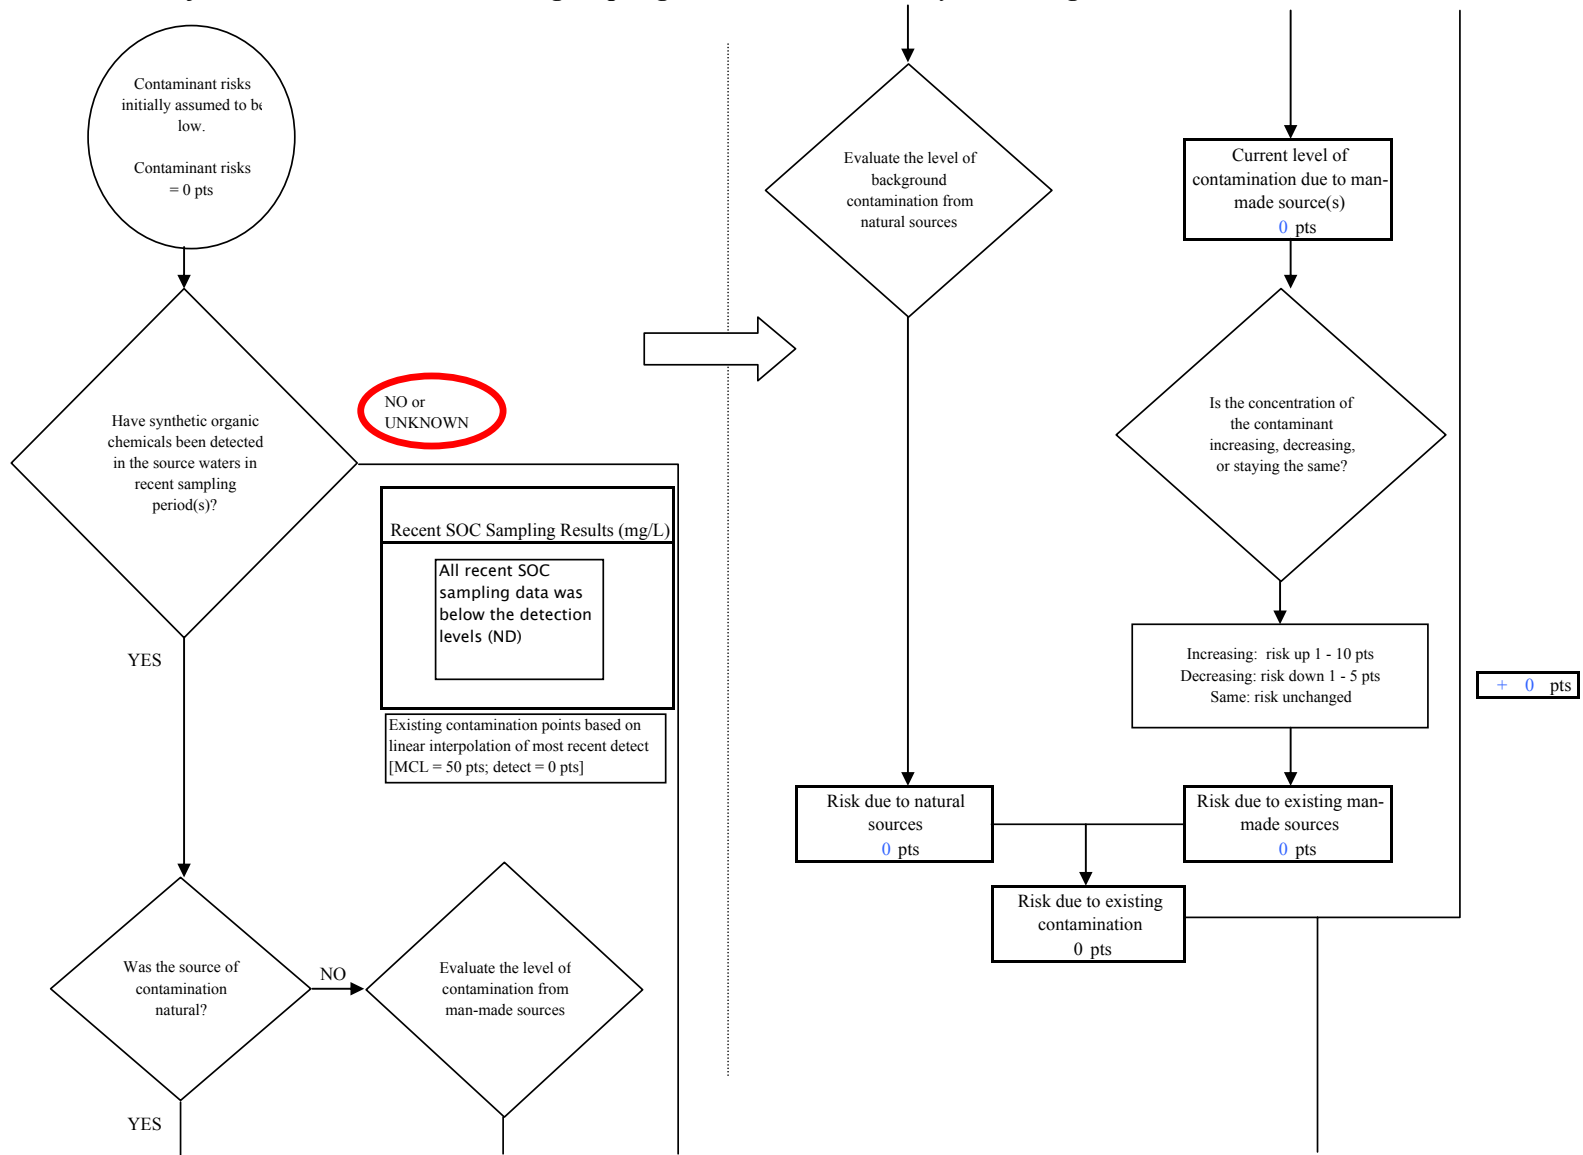 Contaminant risks
initially assumed to be
low.
Contaminant risks
= 0 pts
Have synthetic organic
chemicals been detected
in the source waters in
recent sampling
period(s)?
NO or
UNKNOWN
Recent SOC Sampling Results (mg/L)
All recent SOC
sampling data was
below the detection
levels (ND)
Existing contamination points based on
linear interpolation of most recent detect
[MCL = 50 pts; detect = 0 pts]
YES
Was the source of
contamination
natural?
NO
Evaluate the level of
contamination from
man-made sources
YES
Evaluate the level of
background
contamination from
natural sources
Current level of
contamination due to man-
made source(s)
0 pts
Is the concentration of
the contaminant
increasing, decreasing,
or staying the same?
Increasing: risk up 1 - 10 pts
Decreasing: risk down 1 - 5 pts
Same: risk unchanged
+ 0 pts
Risk due to natural
sources
0 pts
Risk due to existing man-
made sources
0 pts
Risk due to existing
contamination
0 pts